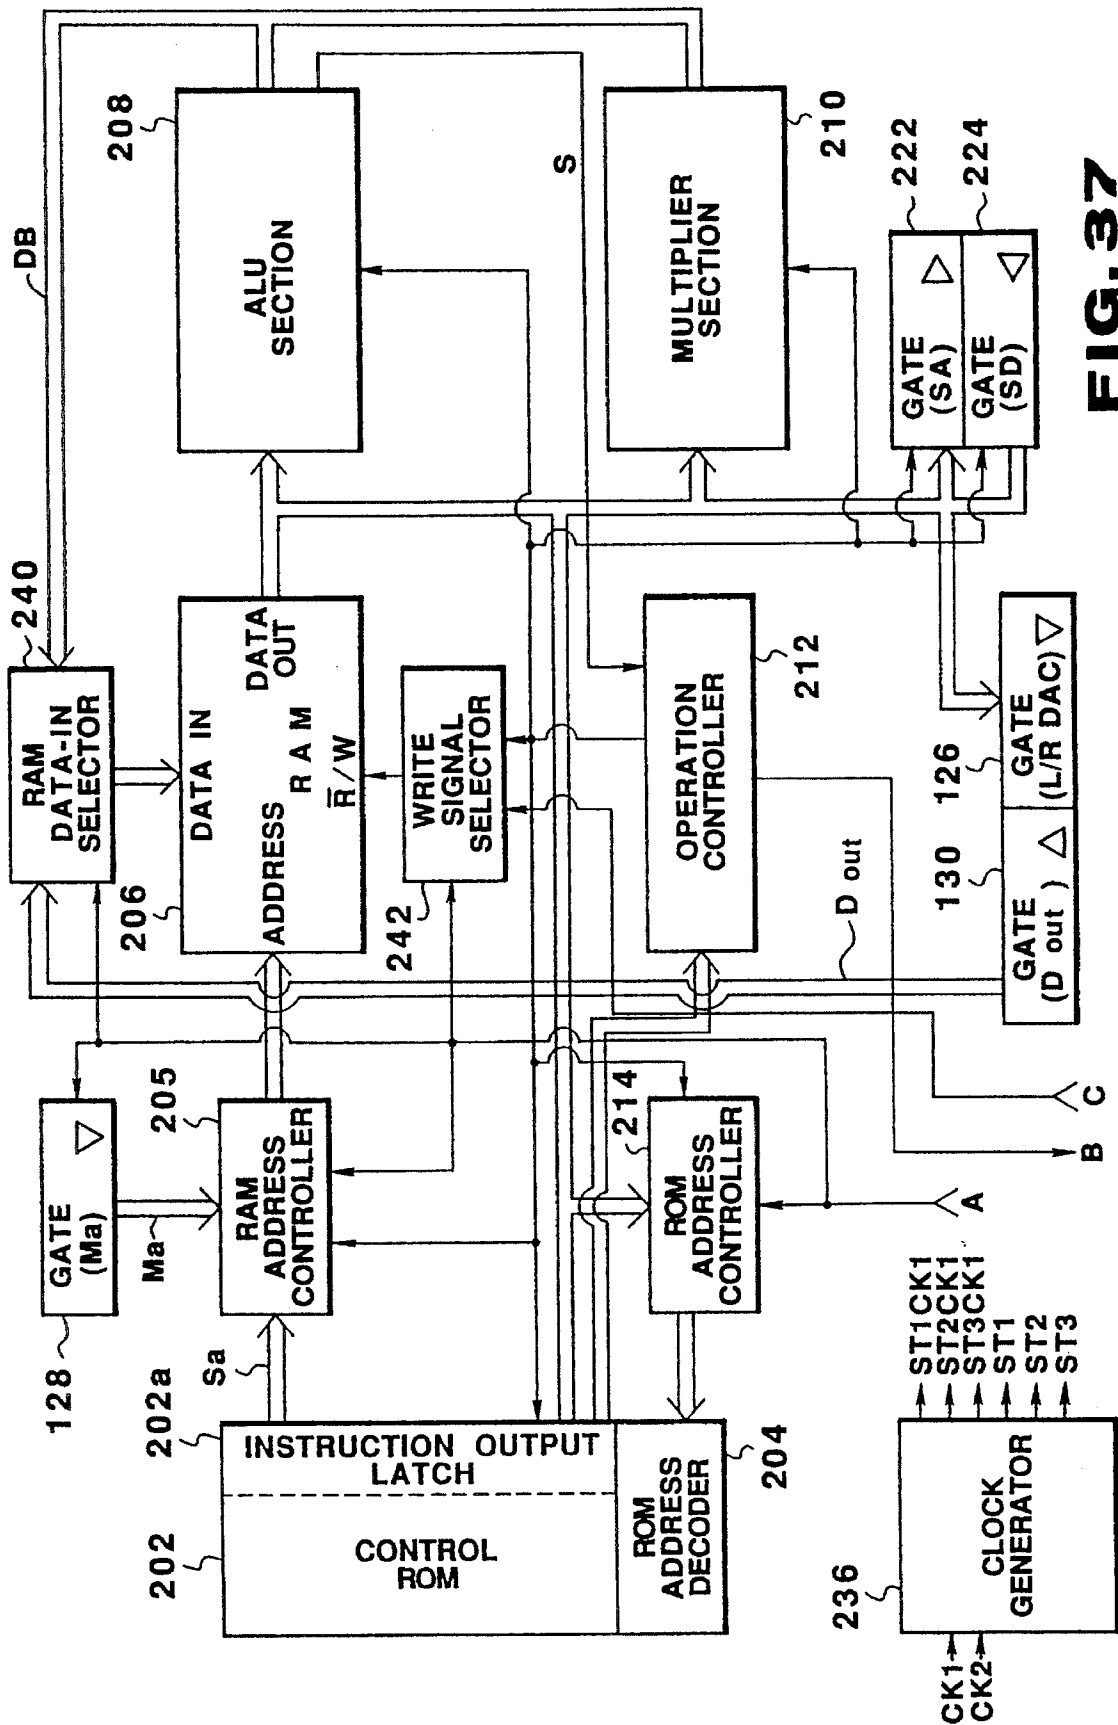 128
GATE
(Ma)
Ma
205
RAM
ADDRESS
CONTROLLER
Sa
240
RAM
DATA-IN
SELECTOR
DB
206
DATA IN
ADDRESS
DATA
OUT
R A M
R̅/W
208
ALU
SECTION
202
CONTROL
ROM
202a
INSTRUCTION OUTPUT
LATCH
242
WRITE
SIGNAL
SELECTOR
S
204
ROM
ADDRESS
DECODER
214
ROM
ADDRESS
CONTROLLER
212
OPERATION
CONTROLLER
210
MULTIPLIER
SECTION
D out
A
B
C
130
GATE
(D out )
126
GATE
(L/R DAC)
222
GATE
(SA)
224
GATE
(SD)
236
CLOCK
GENERATOR
CK1
CK2
ST1CK1
ST2CK1
ST3CK1
ST1
ST2
ST3
FIG. 37